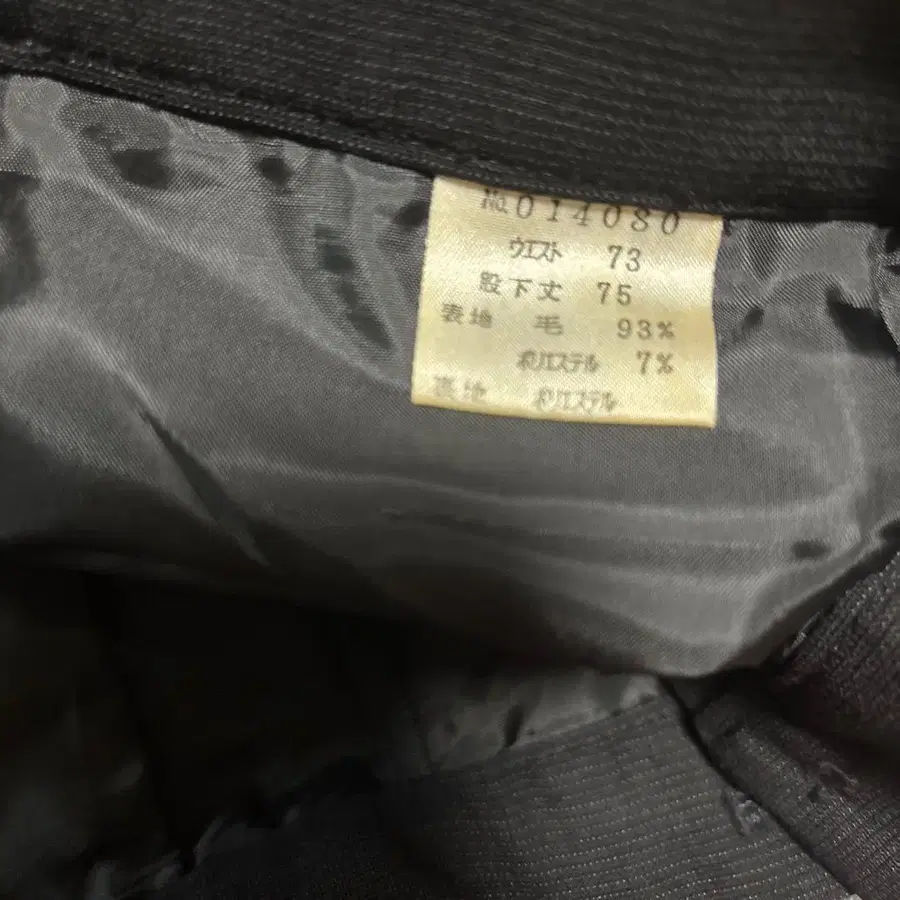 No.014080
ウエスト 73
股下丈 75
表地 毛 93%
ポリエステル 7%
裏地 ポリエステル